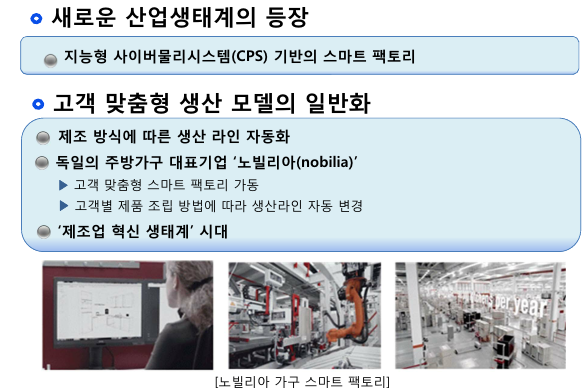 새로운 산업생태계의 등장
지능형 사이버물리시스템(CPS) 기반의 스마트 팩토리
고객 맞춤형 생산 모델의 일반화
제조 방식에 따른 생산 라인 자동화
독일의 주방가구 대표기업 ‘노빌리아(nobilia)’
▶ 고객 맞춤형 스마트 팩토리 가동
▶ 고객별 제품 조립 방법에 따라 생산라인 자동 변경
‘제조업 혁신 생태계’ 시대
per year
[노빌리아 가구 스마트 팩토리]